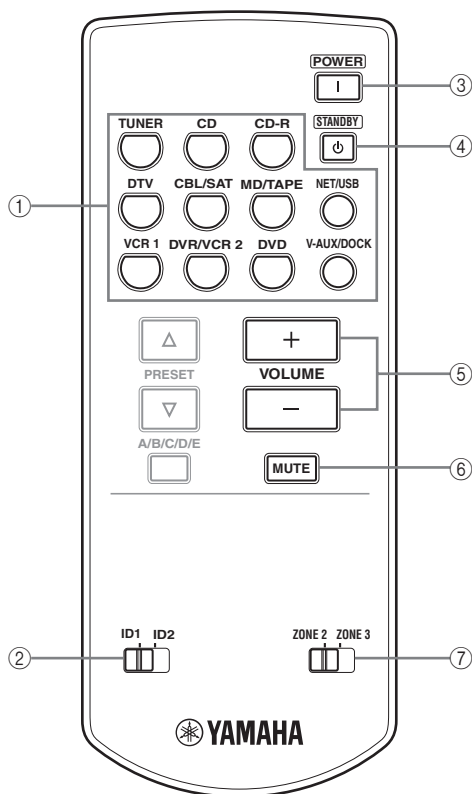 POWER
I
③
TUNER CD CD-R STANDBY
④
DTV CBL/SAT MD/TAPE NET/USB
①
VCR 1 DVR/VCR 2 DVD V-AUX/DOCK
+
PRESET VOLUME
⑤
–
A/B/C/D/E
MUTE
⑥
ID1 ID2 ZONE 2 ZONE 3
② ⑦
YAMAHA